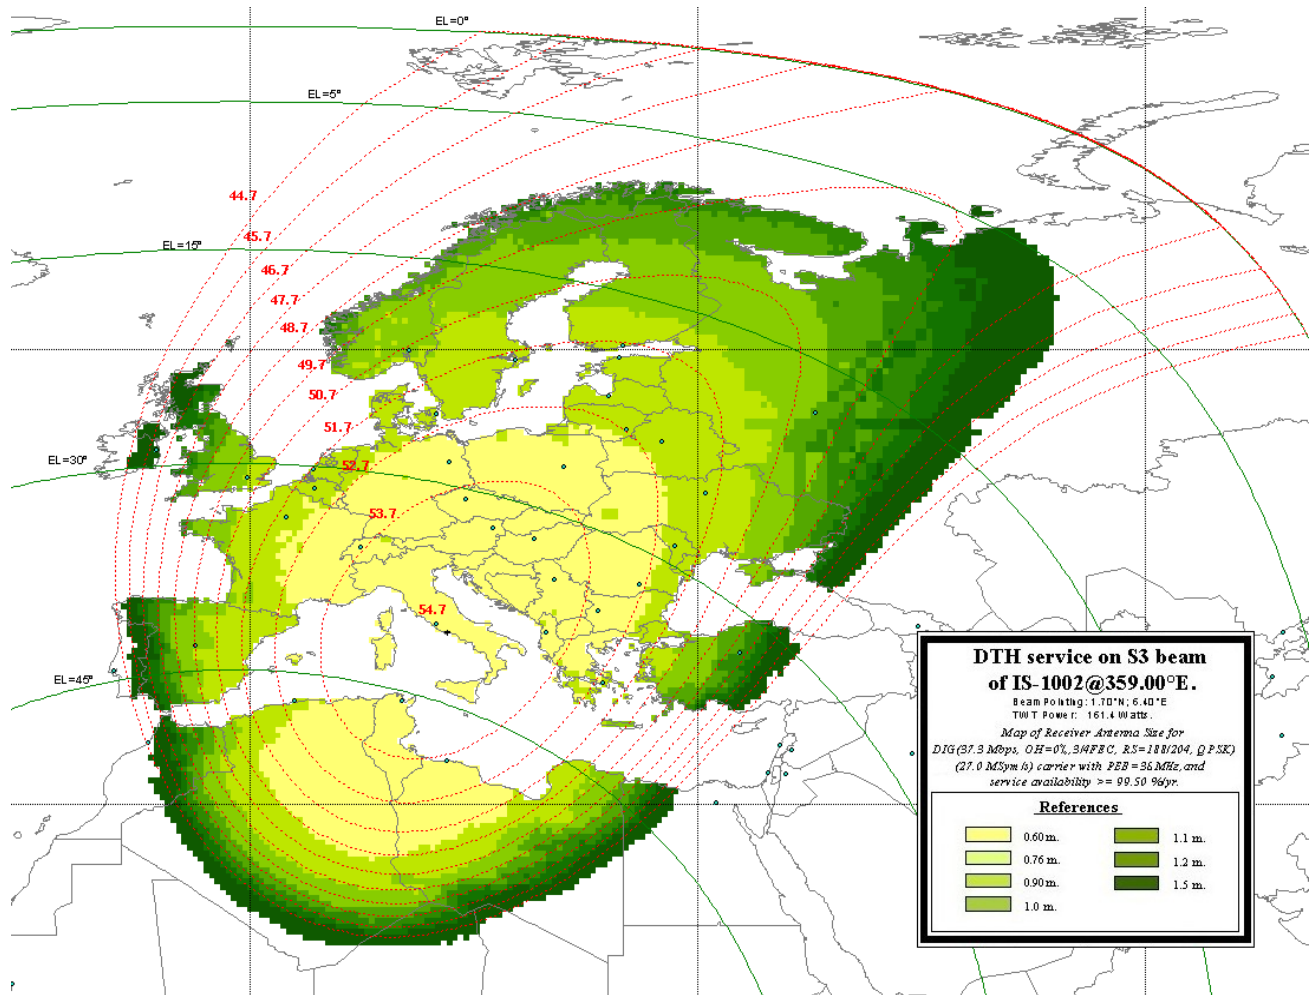 EL=0°
EL=5°
44.7
45.7
EL=15°
46.7
47.7
48.7
49.7
50.7
51.7
EL=30°
52.7
53.7
54.7
EL=45°
DTH service on S3 beam
of IS-1002@359.00°E.
Beam Pointing: 1.70°N; 6.40°E
TWT Power: 161.4 Watts.
Map of Receiver Antenna Size for
DIG(37.3 Mbps, OH=0%, 3/4FEC, RS=188/204, QPSK)
(27.0 MSym/s) carrier with PEB = 36 MHz, and
service availability >= 99.50 %/yr.
References
0.60 m.
0.76 m.
0.90 m.
1.0 m.
1.1 m.
1.2 m.
1.5 m.